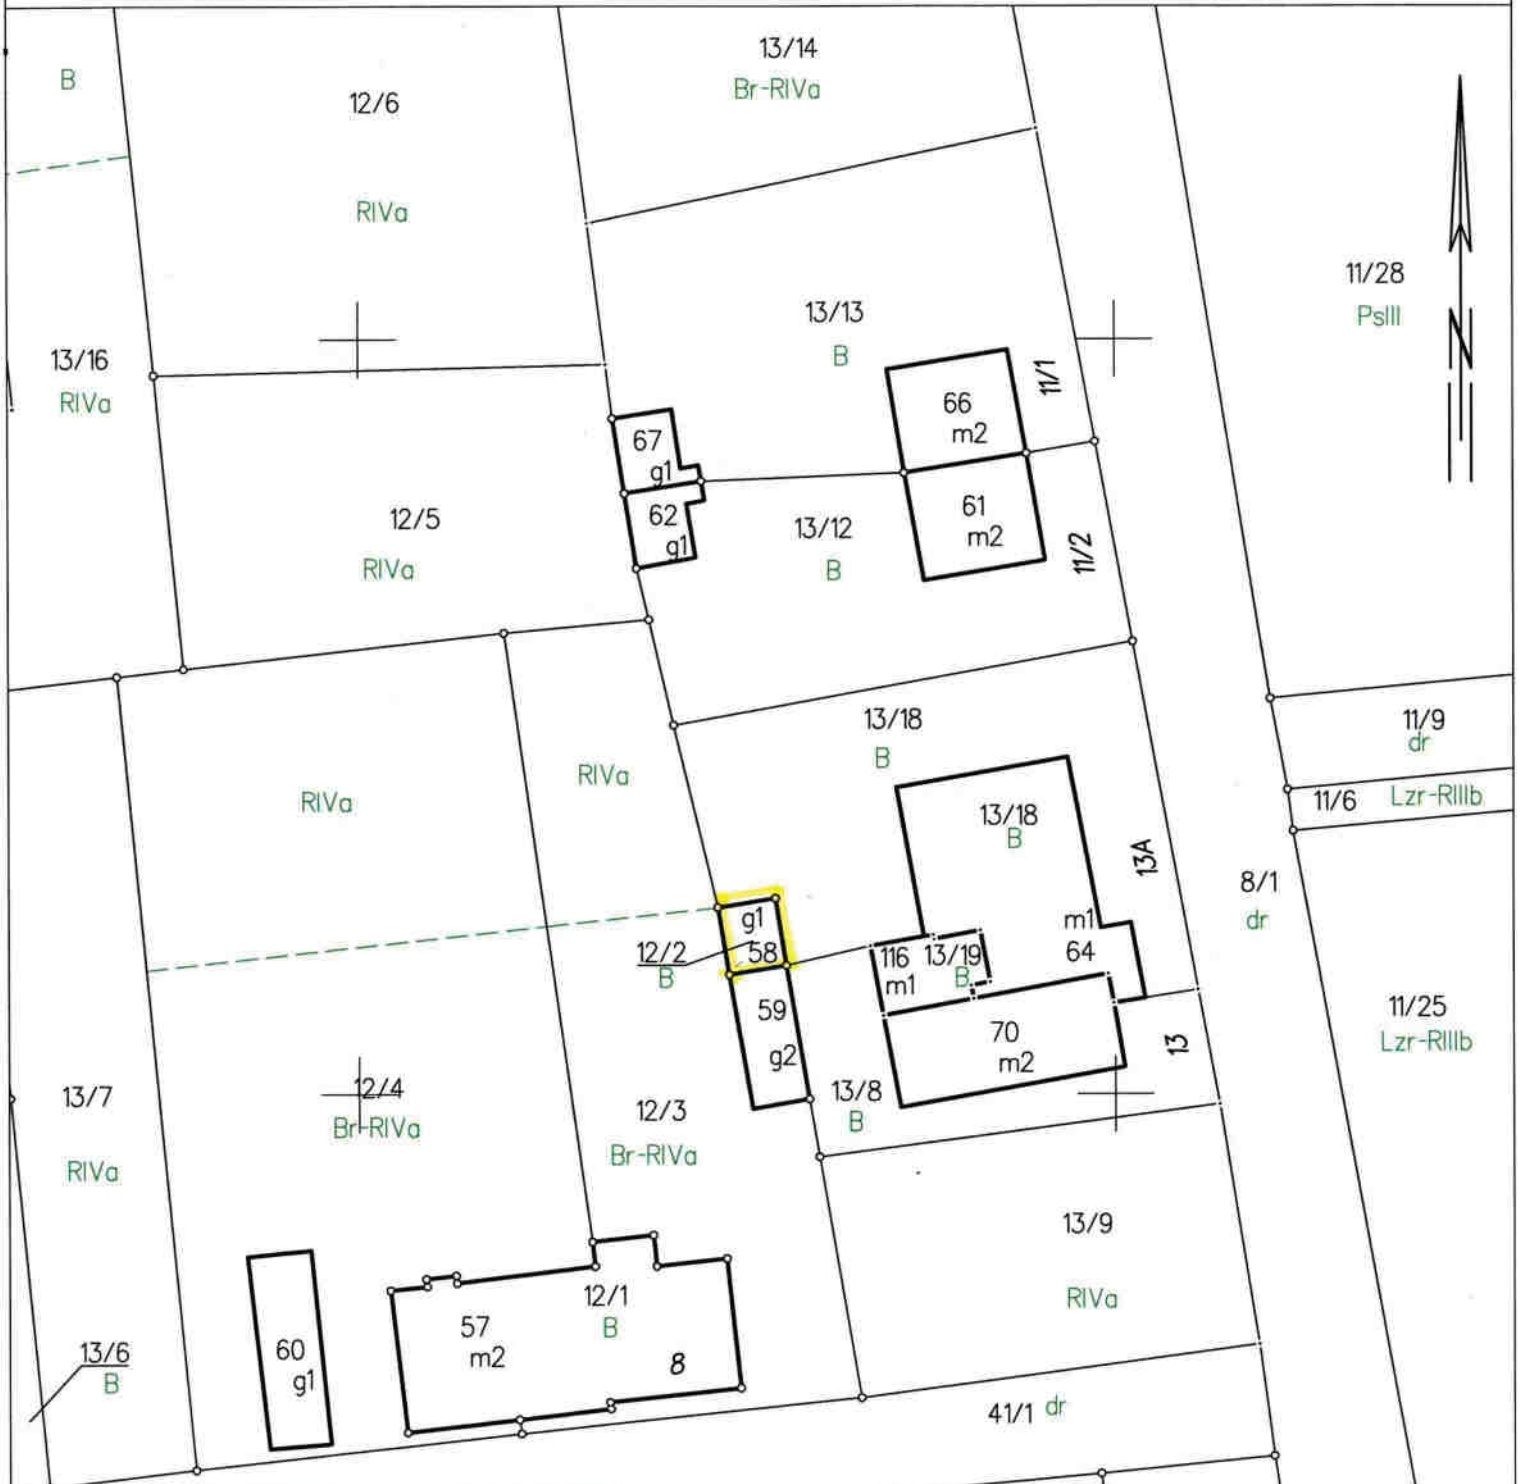 13/14
B
Br-RIVa
12/6
RIVa
11/28
PsIII
N
13/13
B
13/16
RIVa
11/1
66
m2
67
g1
61
m2
62
g1
12/5
RIVa
13/12
B
11/2
13/18
B
11/9
dr
RIVa
RIVa
11/6
Lzr-RIIIb
13/18
B
13A
8/1
dr
g1
m1
64
12/2
B
58
116
m1
13/19
B
59
g2
70
m2
13
11/25
Lzr-RIIIb
13/7
RIVa
12/4
Br-RIVa
12/3
Br-RIVa
13/8
B
13/9
RIVa
12/1
B
57
m2
8
60
g1
13/6
B
41/1 dr